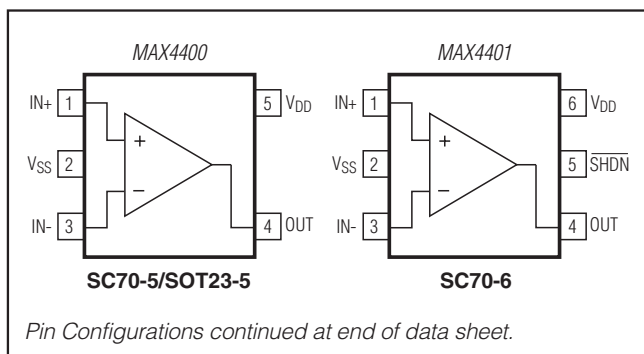 MAX4400
IN+ 1
5 VDD
+
VSS 2
−
IN- 3
4 OUT
SC70-5/SOT23-5
MAX4401
IN+ 1
6 VDD
+
VSS 2
5 S̅H̅D̅N̅
−
IN- 3
4 OUT
SC70-6
Pin Configurations continued at end of data sheet.